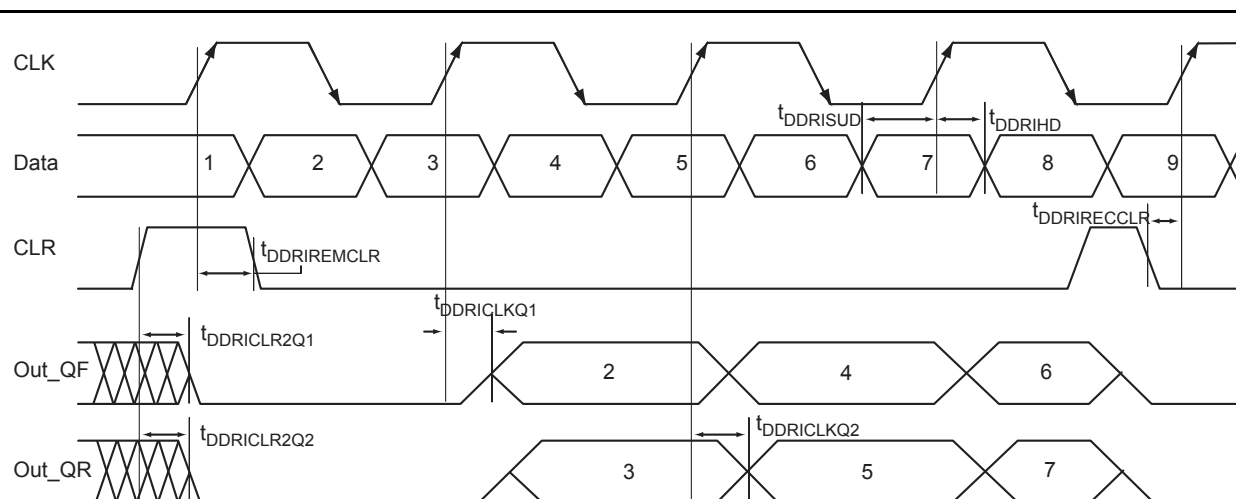 CLK
tDDRISUD
tDDRIHD
Data
1 2 3 4 5 6 7 8 9
tDDRIRECCLR
CLR
tDDRIREMCLR
tDDRICLKQ1
tDDRICLR2Q1
Out_QF
2 4 6
tDDRICLR2Q2
tDDRICLKQ2
Out_QR
3 5 7